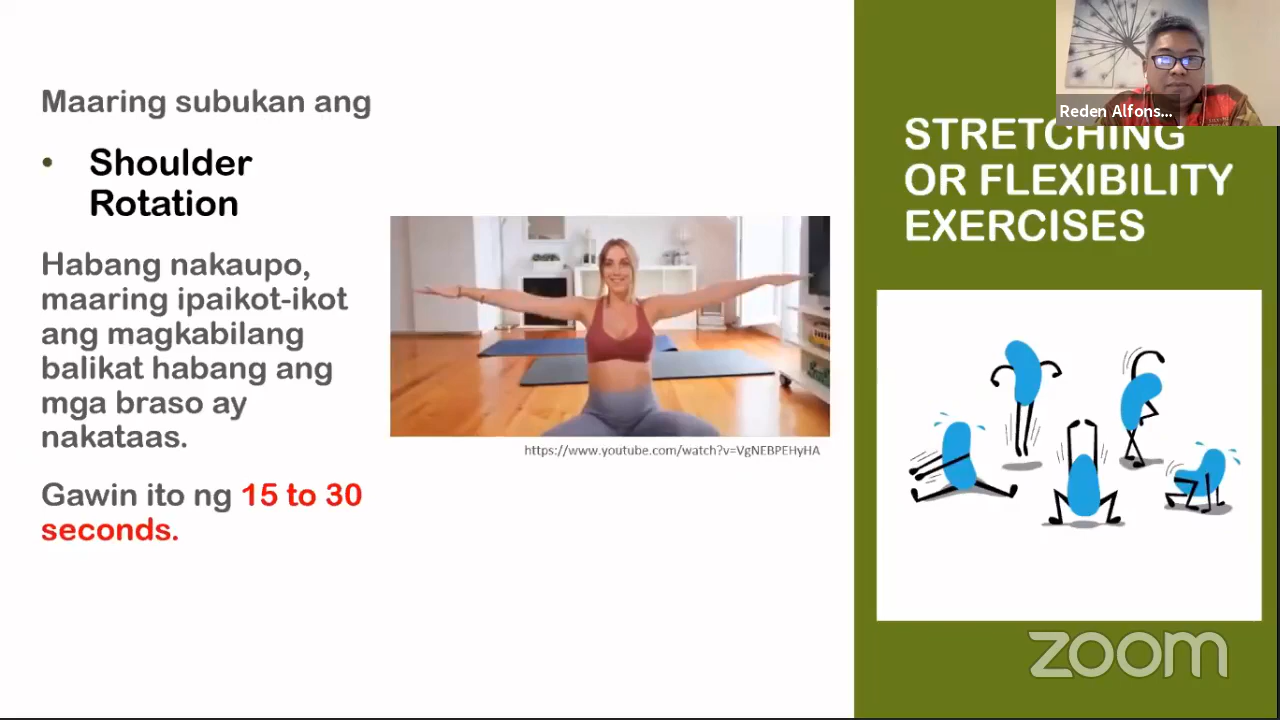 Maaring subukan ang
• Shoulder
Rotation
Habang nakaupo,
maaring ipaikot-ikot
ang magkabilang
balikat habang ang
mga braso ay
nakataas.
Gawin ito ng 15 to 30
seconds.
https://www.youtube.com/watch?v=VgNEBPEHyHA
Reden Alfons...
STRETCHING
OR FLEXIBILITY
EXERCISES
zoom